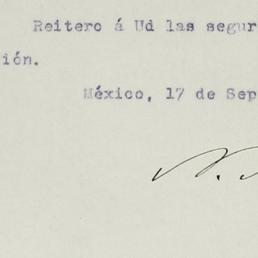 Reitero á Ud las segur
ión.
México, 17 de Sep